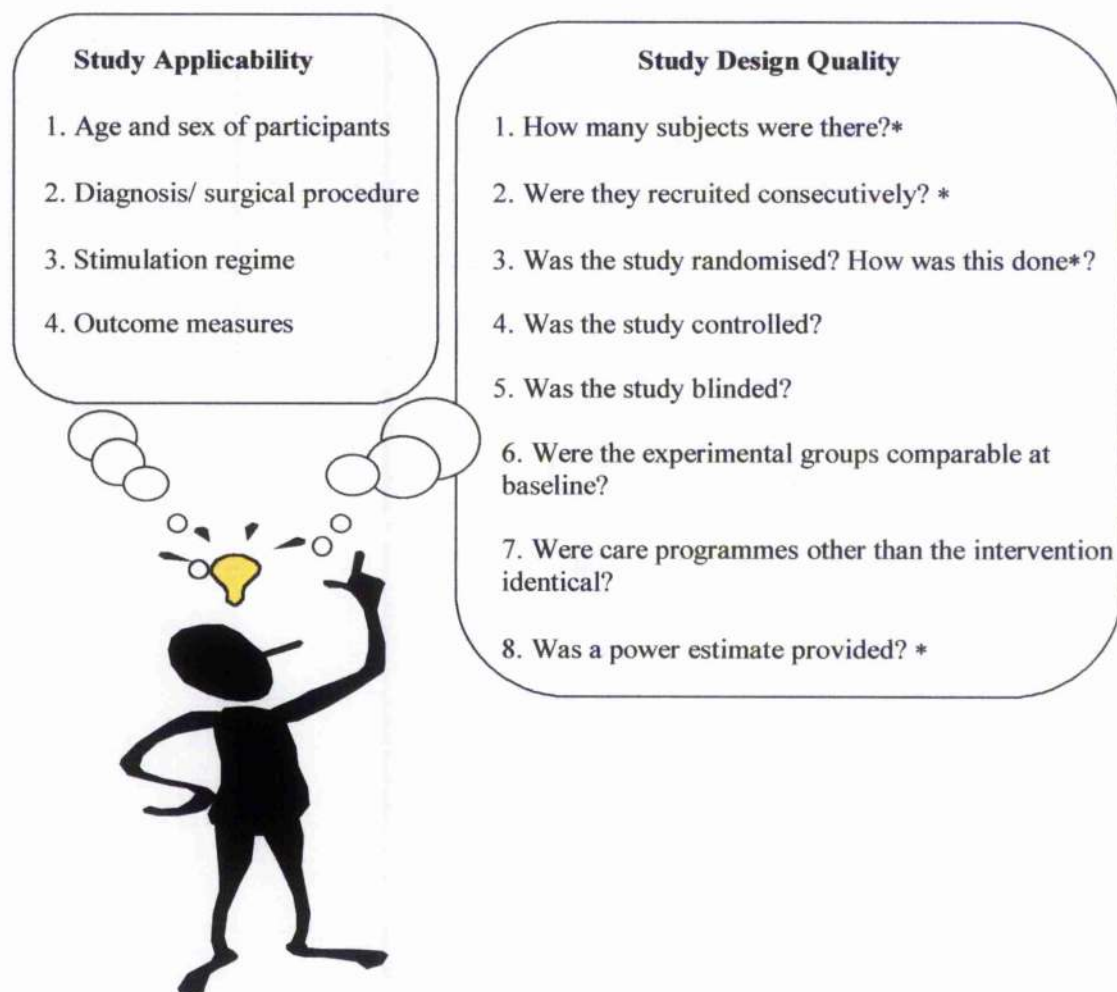 Study Applicability
1. Age and sex of participants
2. Diagnosis/ surgical procedure
3. Stimulation regime
4. Outcome measures
Study Design Quality
1. How many subjects were there?*
2. Were they recruited consecutively? *
3. Was the study randomised? How was this done*?
4. Was the study controlled?
5. Was the study blinded?
6. Were the experimental groups comparable at
baseline?
7. Were care programmes other than the intervention
identical?
8. Was a power estimate provided? *